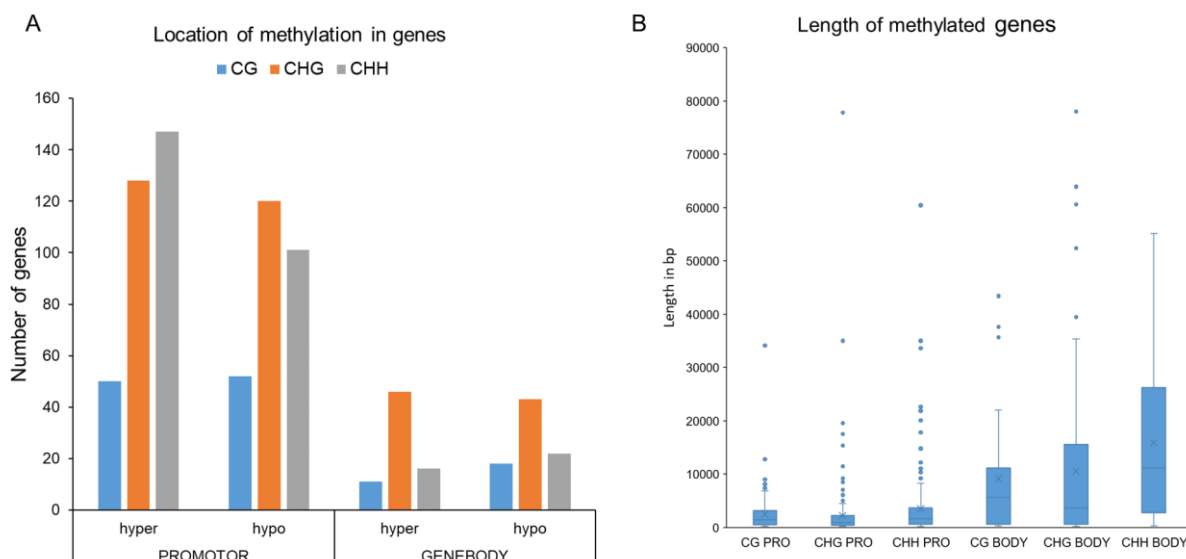 A
Location of methylation in genes
CG CHG CHH
Number of genes
160
140
120
100
80
60
40
20
0
hyper hypo hyper hypo
PROMOTOR GENEBODY
B
Length of methylated genes
Length in bp
90000
80000
70000
60000
50000
40000
30000
20000
10000
0
CG PRO CHG PRO CHH PRO CG BODY CHG BODY CHH BODY